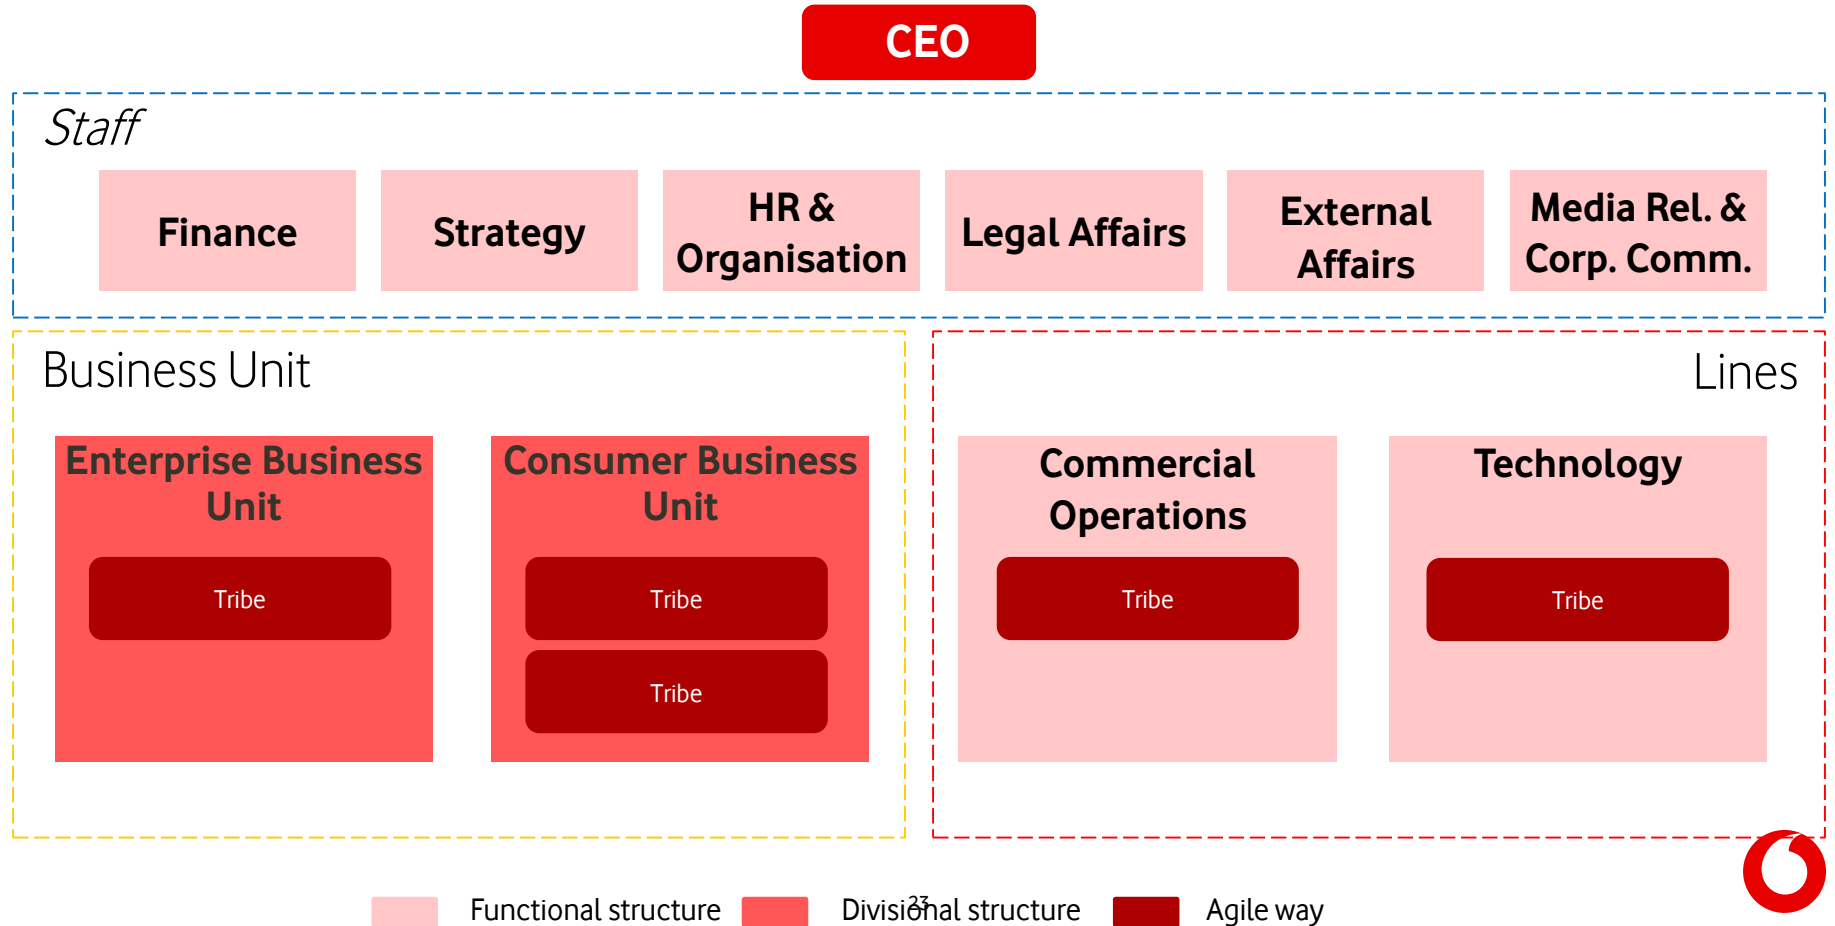 CEO
Staff
Finance
Strategy
HR &
Organisation
Legal Affairs
External
Affairs
Media Rel. &
Corp. Comm.
Business Unit
Enterprise Business
Unit
Tribe
Consumer Business
Unit
Tribe
Tribe
Lines
Commercial
Operations
Tribe
Technology
Tribe
Functional structure
Divisional structure
Agile way
23